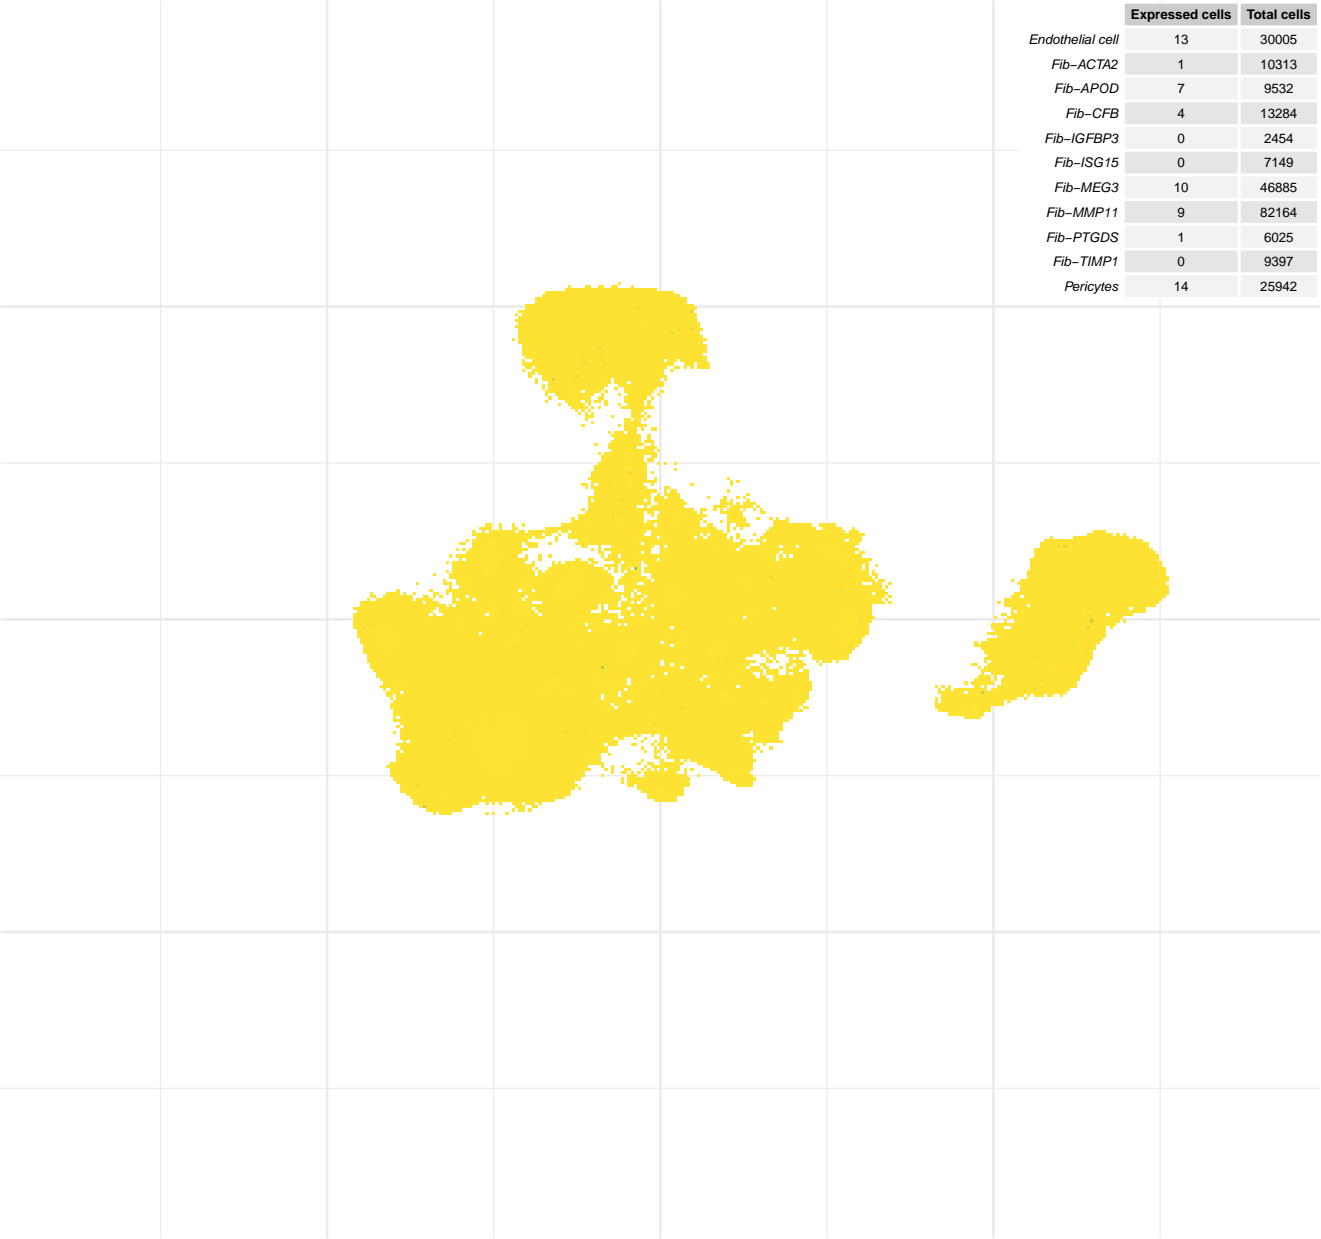 Expressed cells Total cells
Endothelial cell 13 30005
Fib−ACTA2 1 10313
Fib−APOD 7 9532
Fib−CFB 4 13284
Fib−IGFBP3 0 2454
Fib−ISG15 0 7149
Fib−MEG3 10 46885
Fib−MMP11 9 82164
Fib−PTGDS 1 6025
Fib−TIMP1 0 9397
Pericytes 14 25942